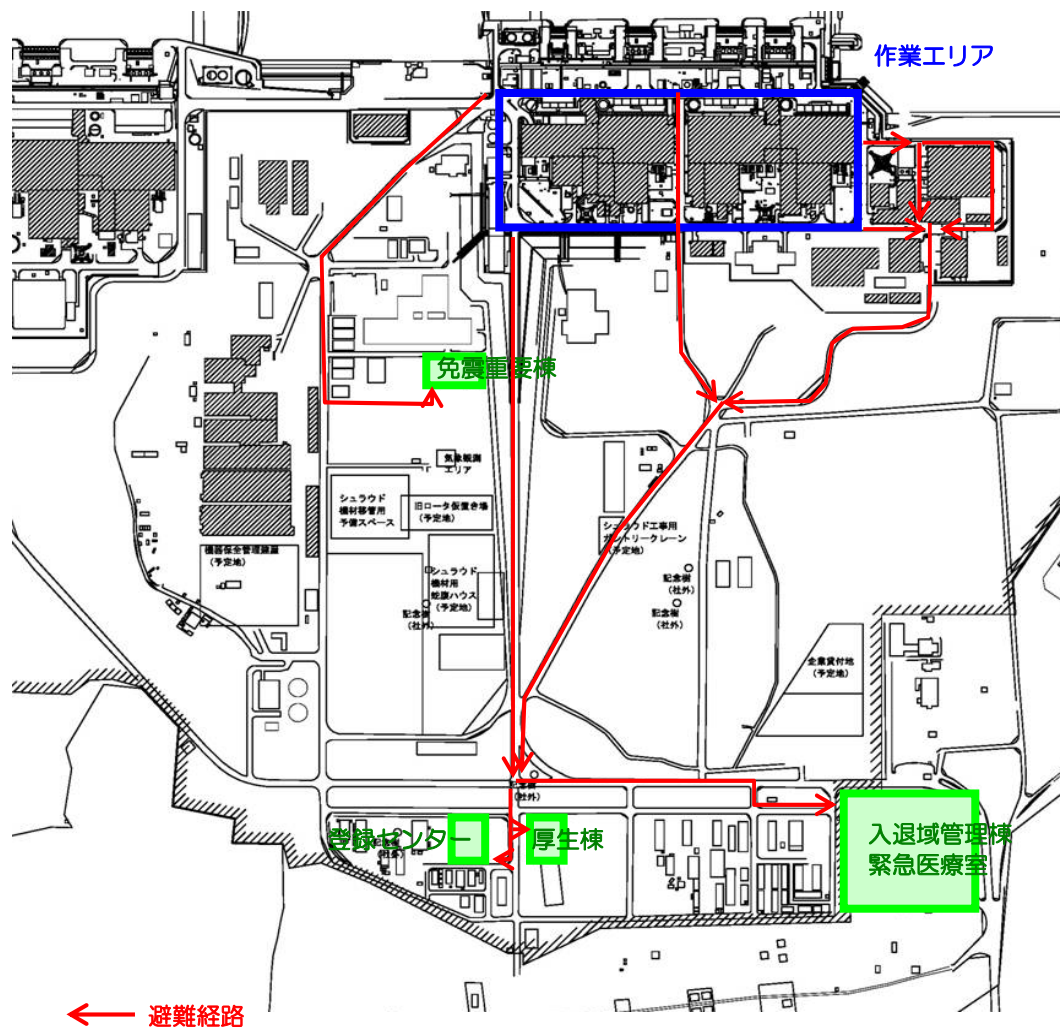 作業エリア
免震重要棟
気象観測
エリア
シュラウド
機材移管用
予備スペース
旧ロータ仮置き場
(予定地)
シュラウド工事用
ガントリークレーン
(予定地)
機器保全管理建屋
(予定地)
シュラウド
機材用
蛇腹ハウス
(予定地)
記念樹
(社外)
記念樹
(社外)
記念樹
(社外)
企業貸付地
(予定地)
記念樹
(社外)
登録センター
厚生棟
入退域管理棟
緊急医療室
避難経路